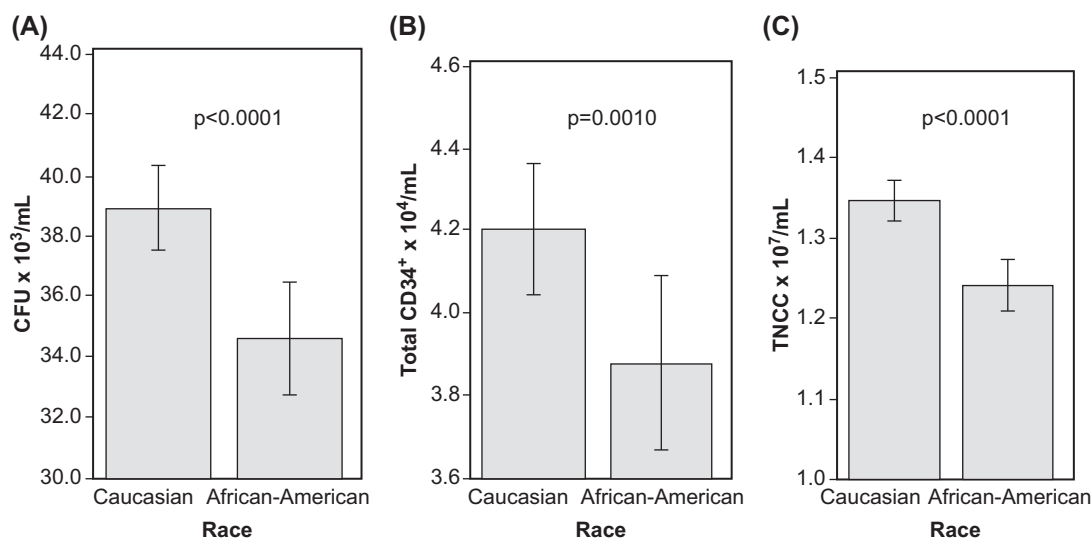 (A)
CFU x 10³/mL
44.0
42.0
40.0
38.0
36.0
34.0
32.0
30.0
p<0.0001
Caucasian African-American
Race
(B)
Total CD34⁺ x 10⁴/mL
4.6
4.4
4.2
4.0
3.8
3.6
p=0.0010
Caucasian African-American
Race
(C)
TNCC x 10⁷/mL
1.5
1.4
1.3
1.2
1.1
1.0
p<0.0001
Caucasian African-American
Race